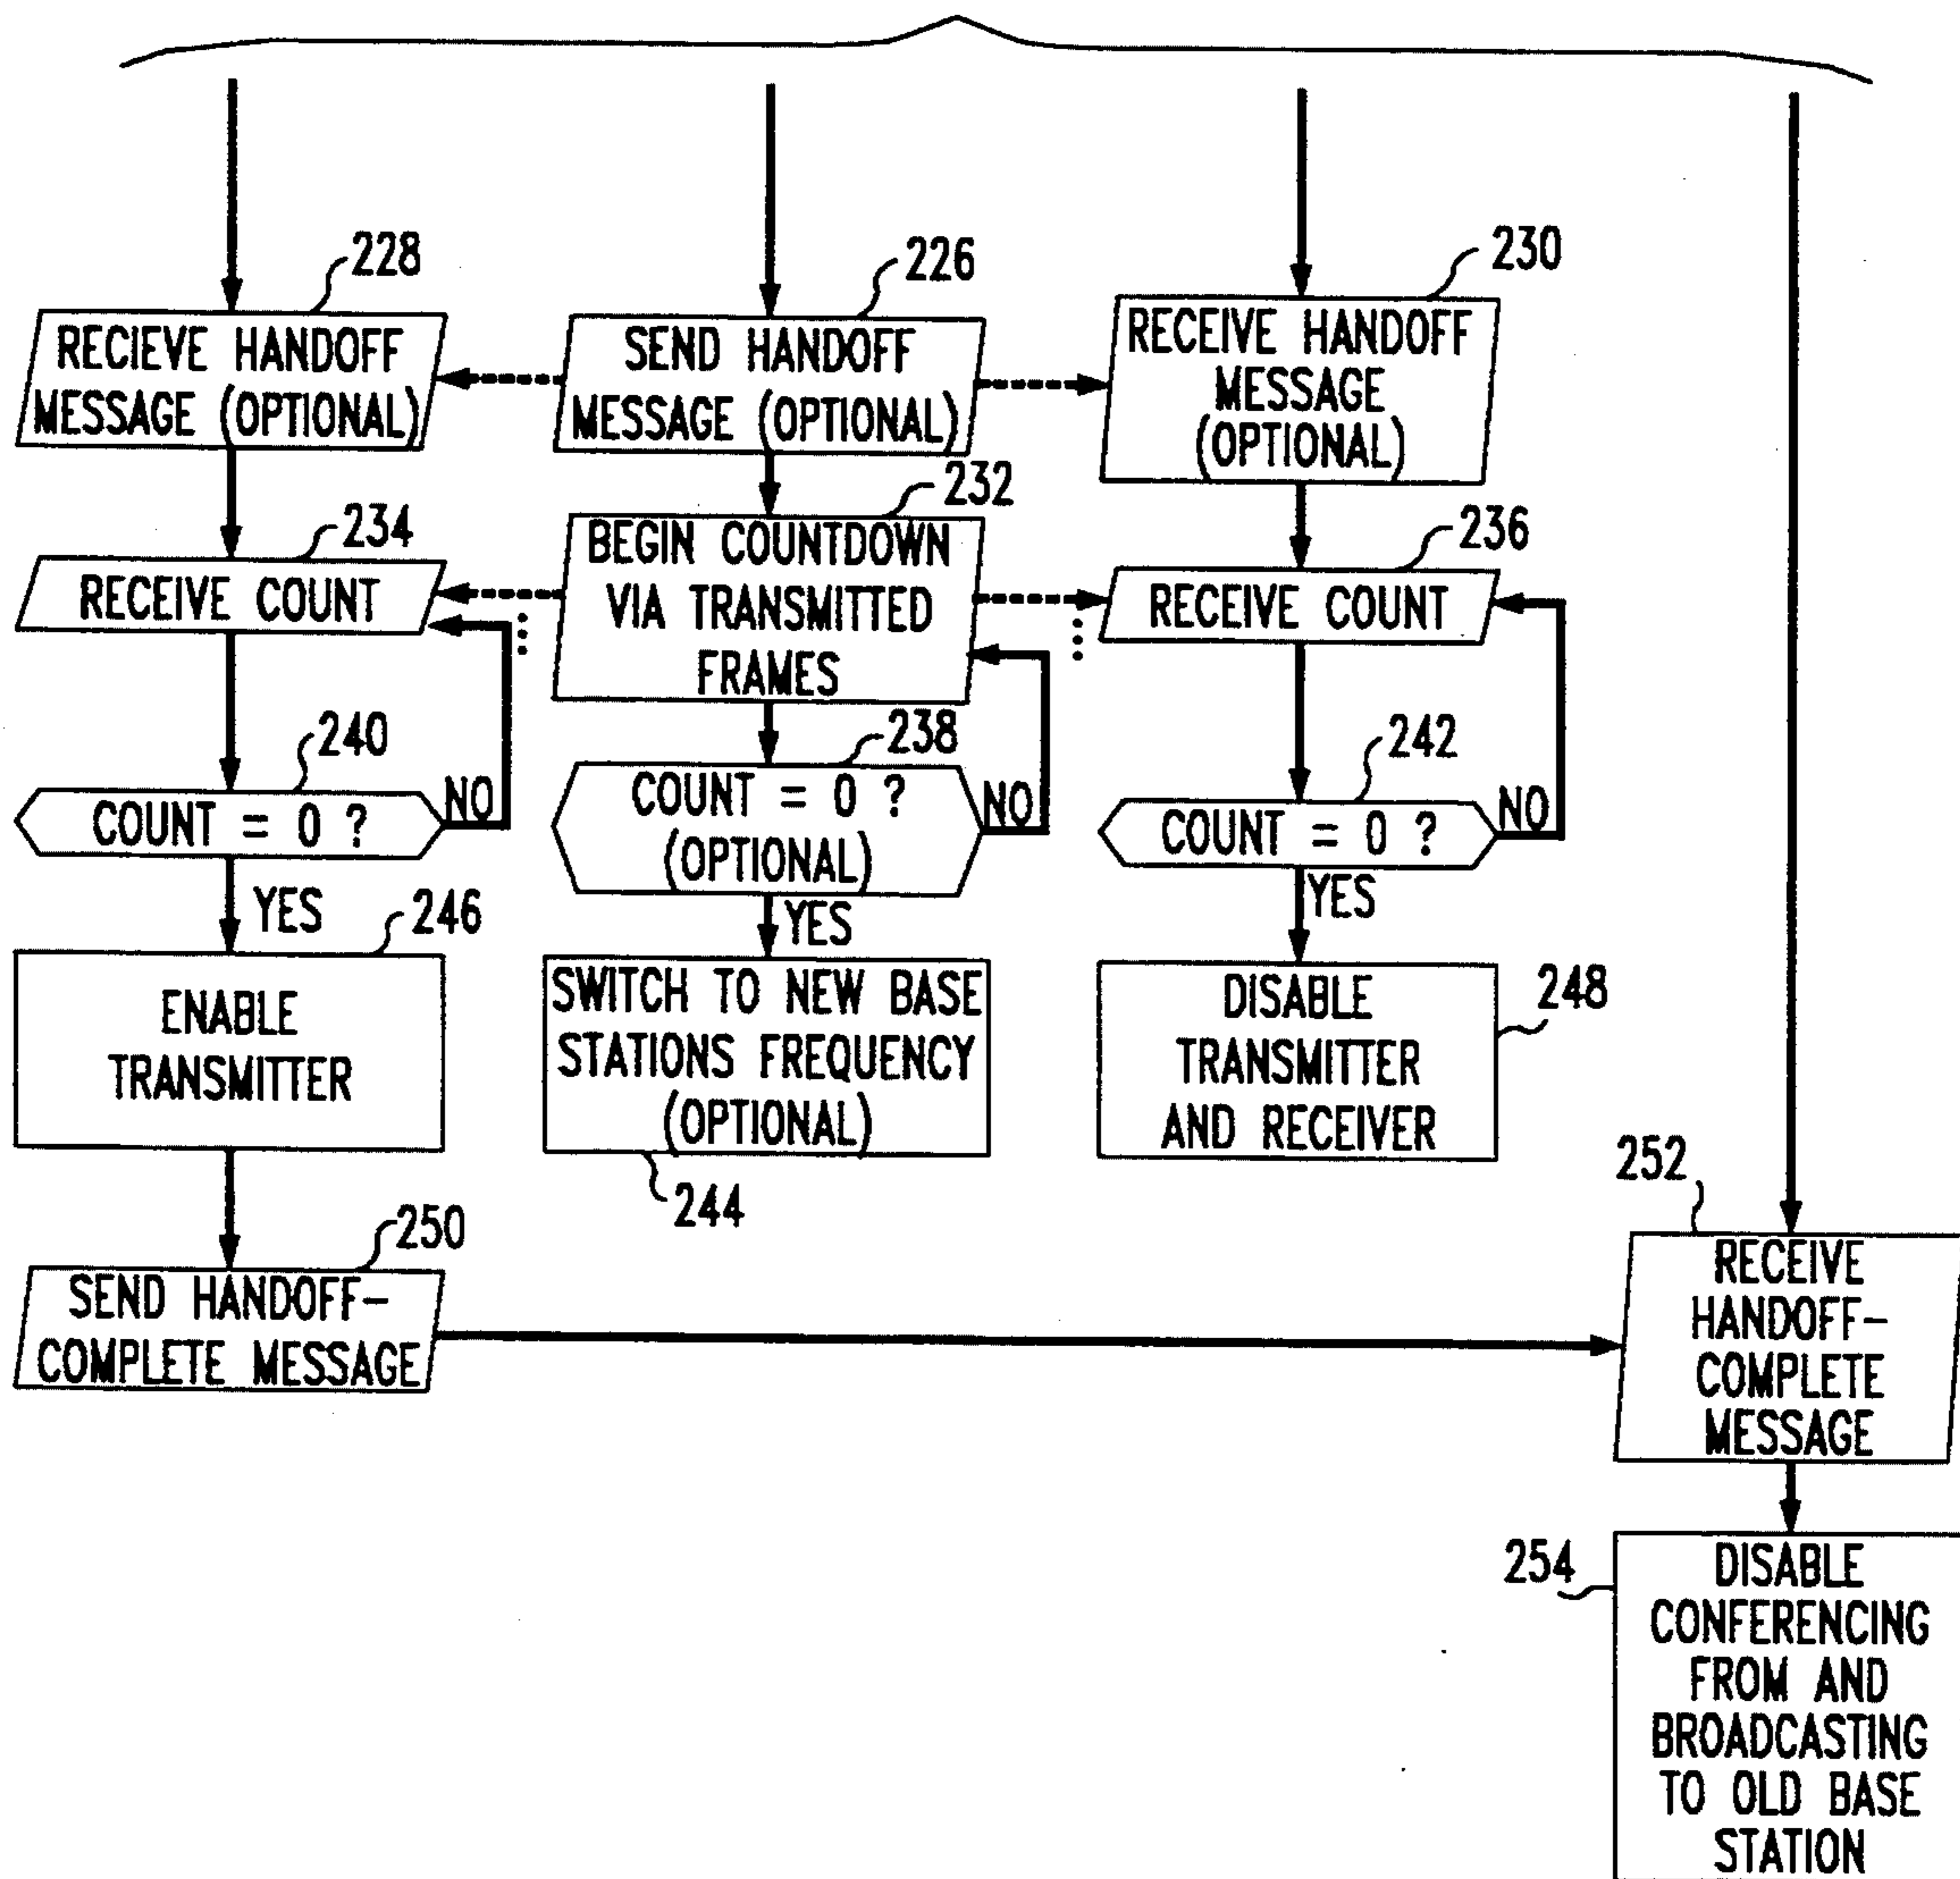 228
RECIEVE HANDOFF
MESSAGE (OPTIONAL)
226
SEND HANDOFF
MESSAGE (OPTIONAL)
230
RECEIVE HANDOFF
MESSAGE
(OPTIONAL)
234
RECEIVE COUNT
232
BEGIN COUNTDOWN
VIA TRANSMITTED
FRAMES
236
RECEIVE COUNT
240
COUNT = 0 ?
NO
YES
238
COUNT = 0 ?
(OPTIONAL)
NO
YES
242
COUNT = 0 ?
NO
YES
246
ENABLE
TRANSMITTER
SWITCH TO NEW BASE
STATIONS FREQUENCY
(OPTIONAL)
244
DISABLE
TRANSMITTER
AND RECEIVER
248
250
SEND HANDOFF-
COMPLETE MESSAGE
252
RECEIVE
HANDOFF-
COMPLETE
MESSAGE
254
DISABLE
CONFERENCING
FROM AND
BROADCASTING
TO OLD BASE
STATION